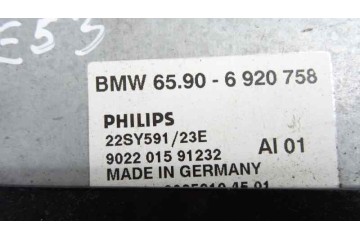 E53
BMW 65.90 - 6 920 758
PHILIPS
22SY591/23E
9022 015 91232 AI 01
MADE IN GERMANY